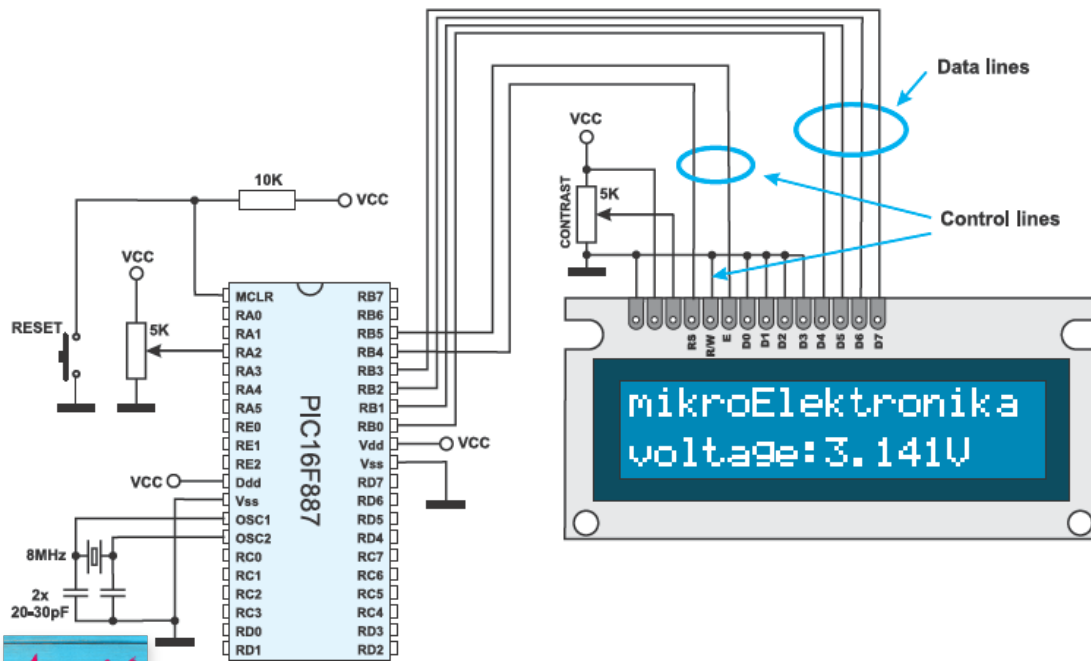 Data lines
VCC
10K
VCC
5K
CONTRAST
Control lines
VCC
RESET
5K
MCLR
RA0
RA1
RA2
RA3
RA4
RA5
RE0
RE1
RE2
Ddd
Vss
OSC1
OSC2
RC0
RC1
RC2
RC3
RD0
RD1
PIC16F887
RB7
RB6
RB5
RB4
RB3
RB2
RB1
RB0
Vdd
Vss
RD7
RD6
RD5
RD4
RC7
RC6
RC5
RC4
RD3
RD2
VCC
VCC
8MHz
2x
20-30pF
RS
R/W
E
D0
D1
D2
D3
D4
D5
D6
D7
mikroElektronika
voltage:3.141V